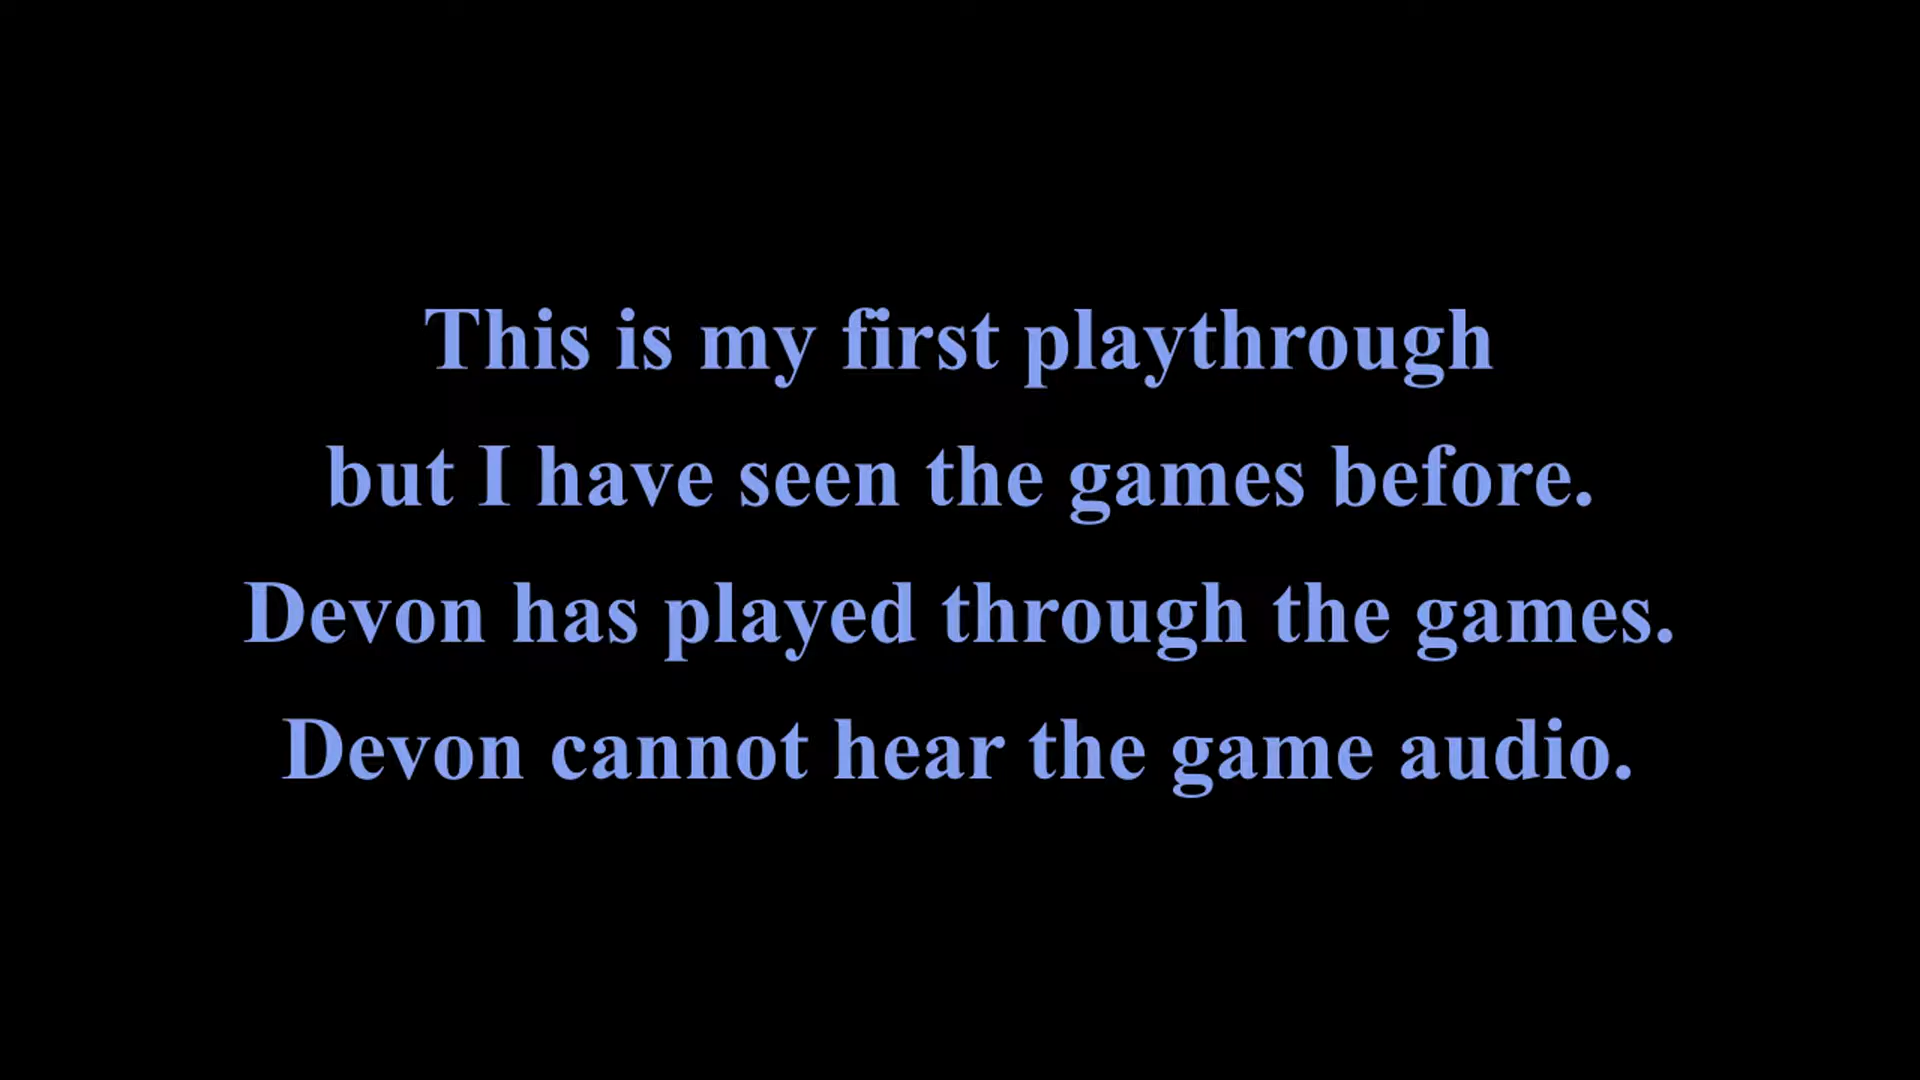 This is my first playthrough
but I have seen the games before.
Devon has played through the games.
Devon cannot hear the game audio.